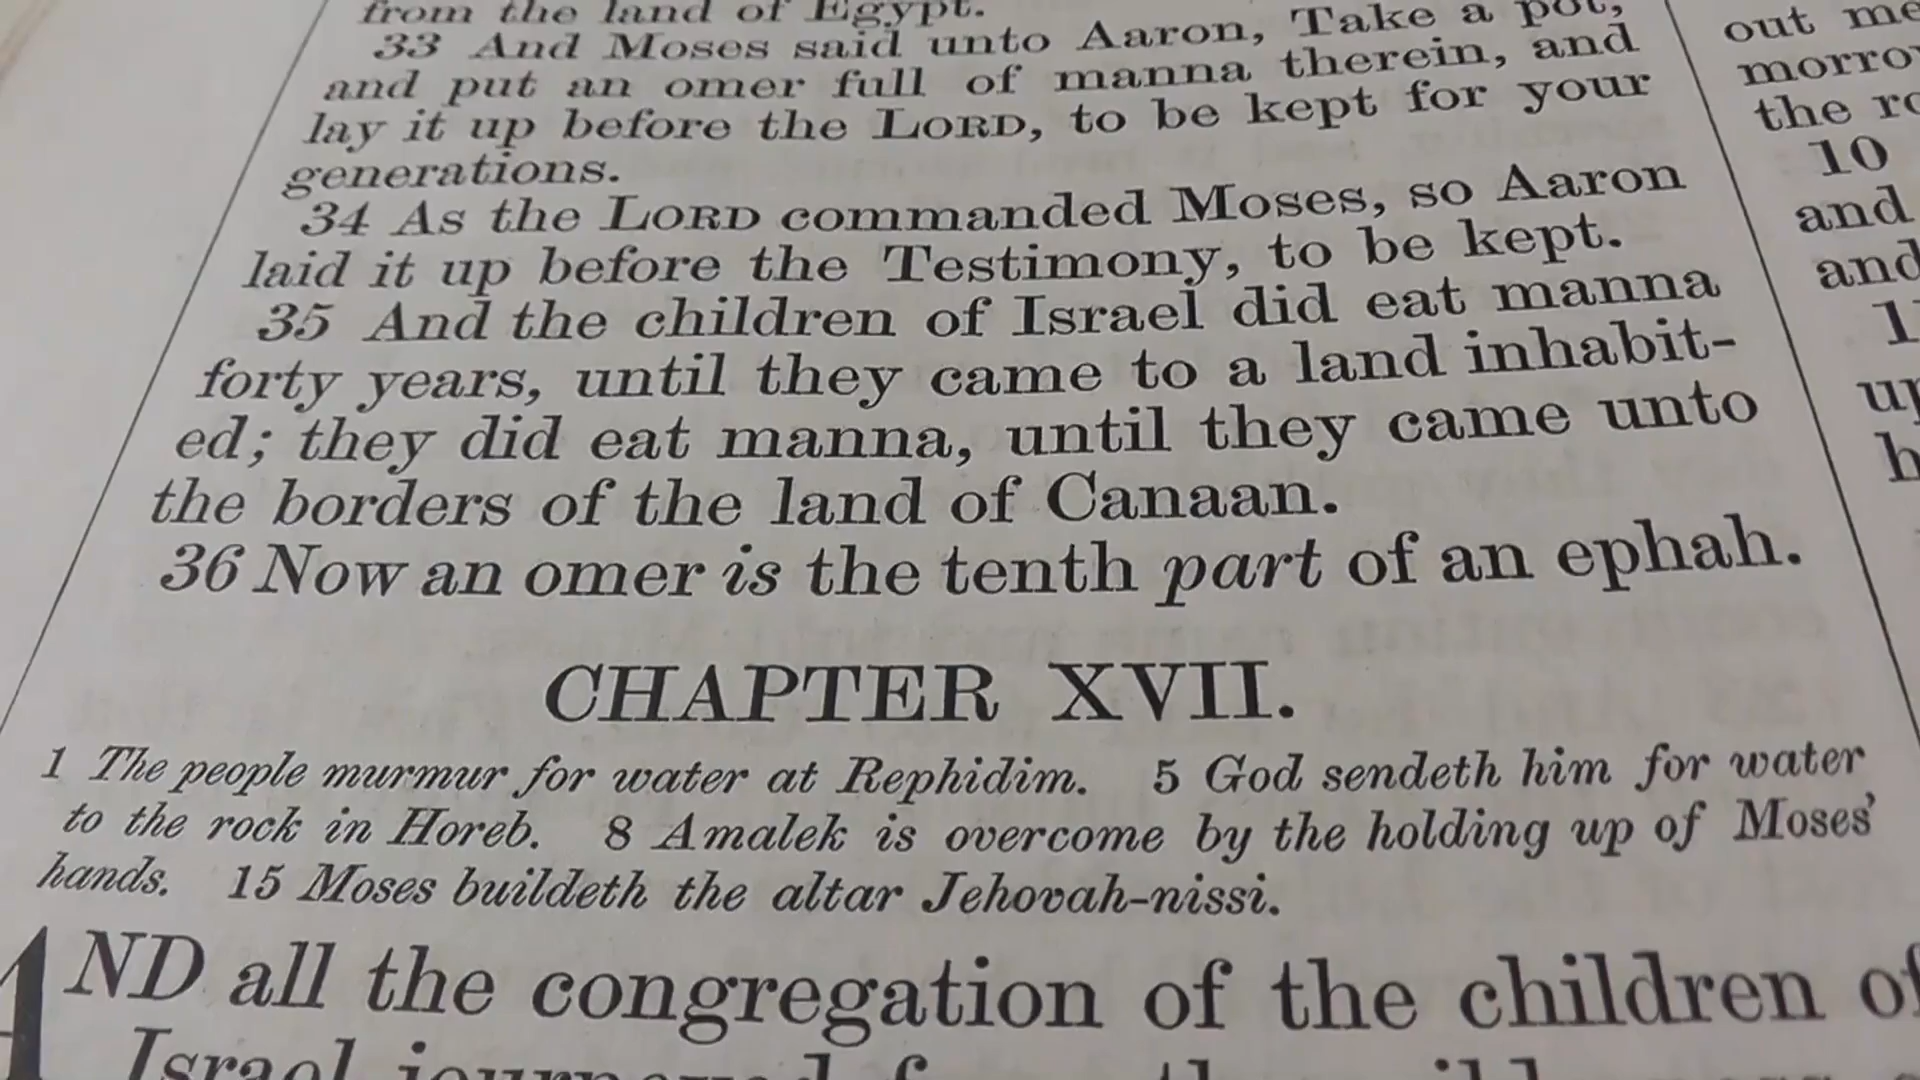 from the land of Egypt.
33 And Moses said unto Aaron, Take a pot,
and put an omer full of manna therein, and
lay it up before the LORD, to be kept for your
generations.
34 As the LORD commanded Moses, so Aaron
laid it up before the Testimony, to be kept.
35 And the children of Israel did eat manna
forty years, until they came to a land inhabit-
ed; they did eat manna, until they came unto
the borders of the land of Canaan.
36 Now an omer is the tenth part of an ephah.
CHAPTER XVII.
1 The people murmur for water at Rephidim. 5 God sendeth him for water
to the rock in Horeb. 8 Amalek is overcome by the holding up of Moses'
hands. 15 Moses buildeth the altar Jehovah-nissi.
AND all the congregation of the children of
Israel journeyed
out me
morro
the ro
10
and
and